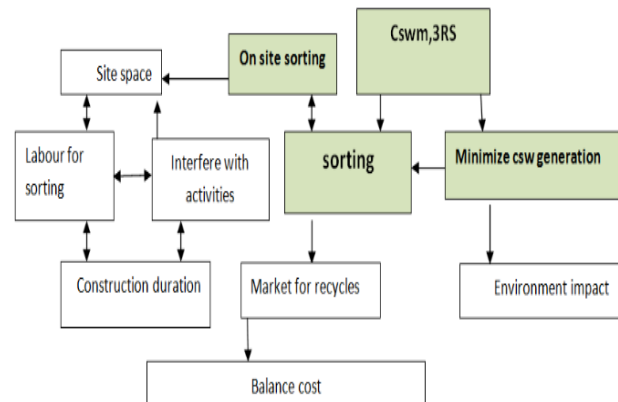 Site space
On site sorting
Cswm,3RS
Labour for
sorting
Interfere with
activities
sorting
Minimize csw generation
Construction duration
Market for recycles
Environment impact
Balance cost